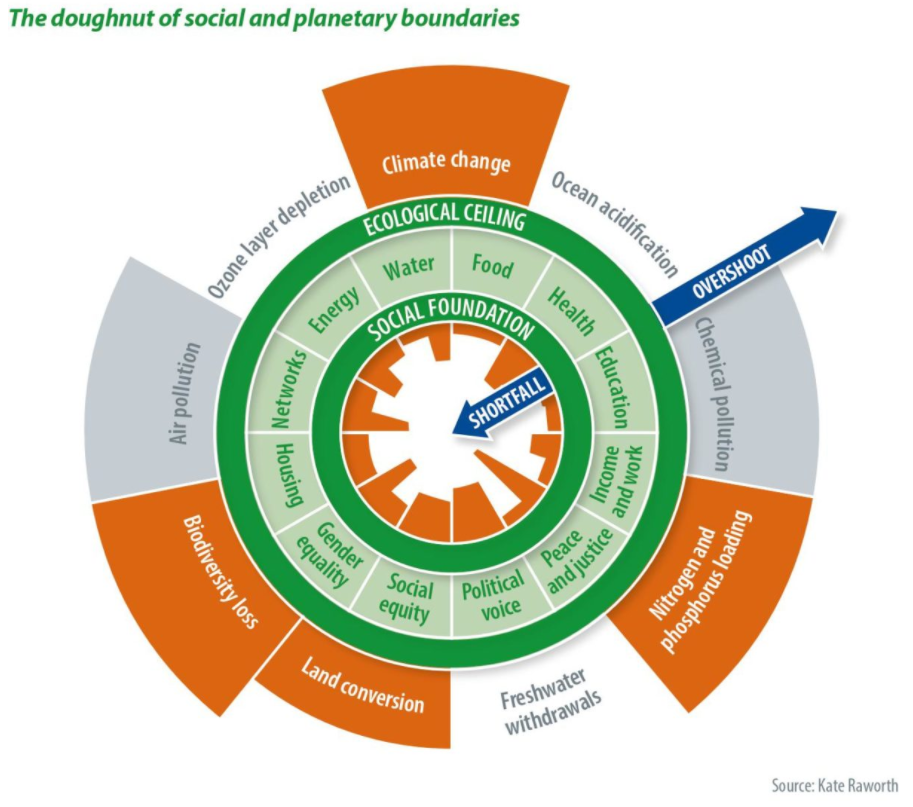 The doughnut of social and planetary boundaries
Climate change
Ozone layer depletion
Ocean acidification
ECOLOGICAL CEILING
OVERSHOOT
Water
Food
Energy
Health
SOCIAL FOUNDATION
Air pollution
Networks
SHORTFALL
Education
Chemical pollution
Housing
Income
and work
Gender
equality
Social
equity
Political
voice
Peace
and justice
Biodiversity loss
Nitrogen and
phosphorus loading
Land conversion
Freshwater
withdrawals
Source: Kate Raworth